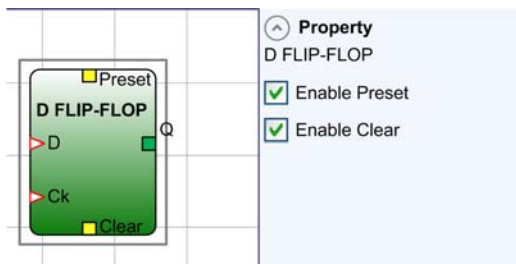 Preset
D FLIP-FLOP
Q
D
Ck
Clear
Property
D FLIP-FLOP
Enable Preset
Enable Clear